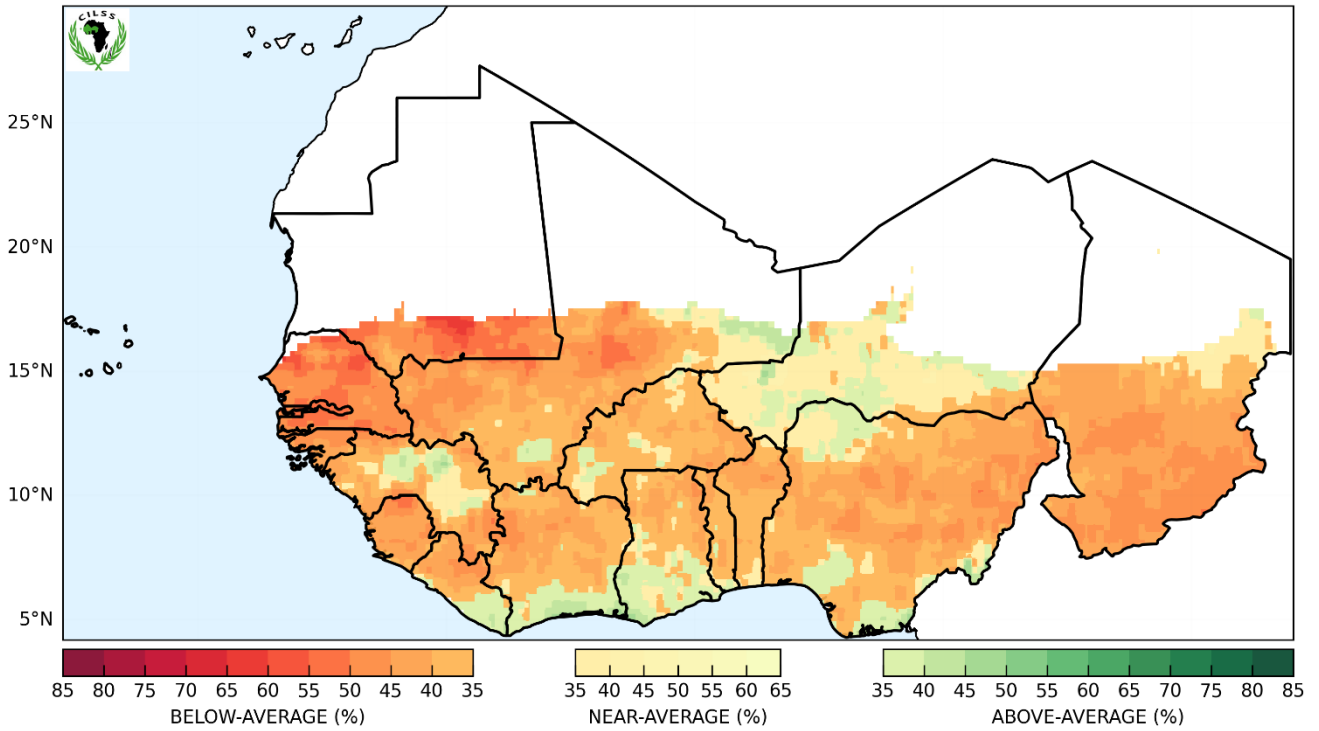 CILSS
25°N
20°N
15°N
10°N
5°N
85 80 75 70 65 60 55 50 45 40 35
35 40 50 55 65
35 40 45 50 55 60 65 70 75 80 85
BELOW-AVERAGE (%) NEAR-AVERAGE (%) ABOVE-AVERAGE (%)